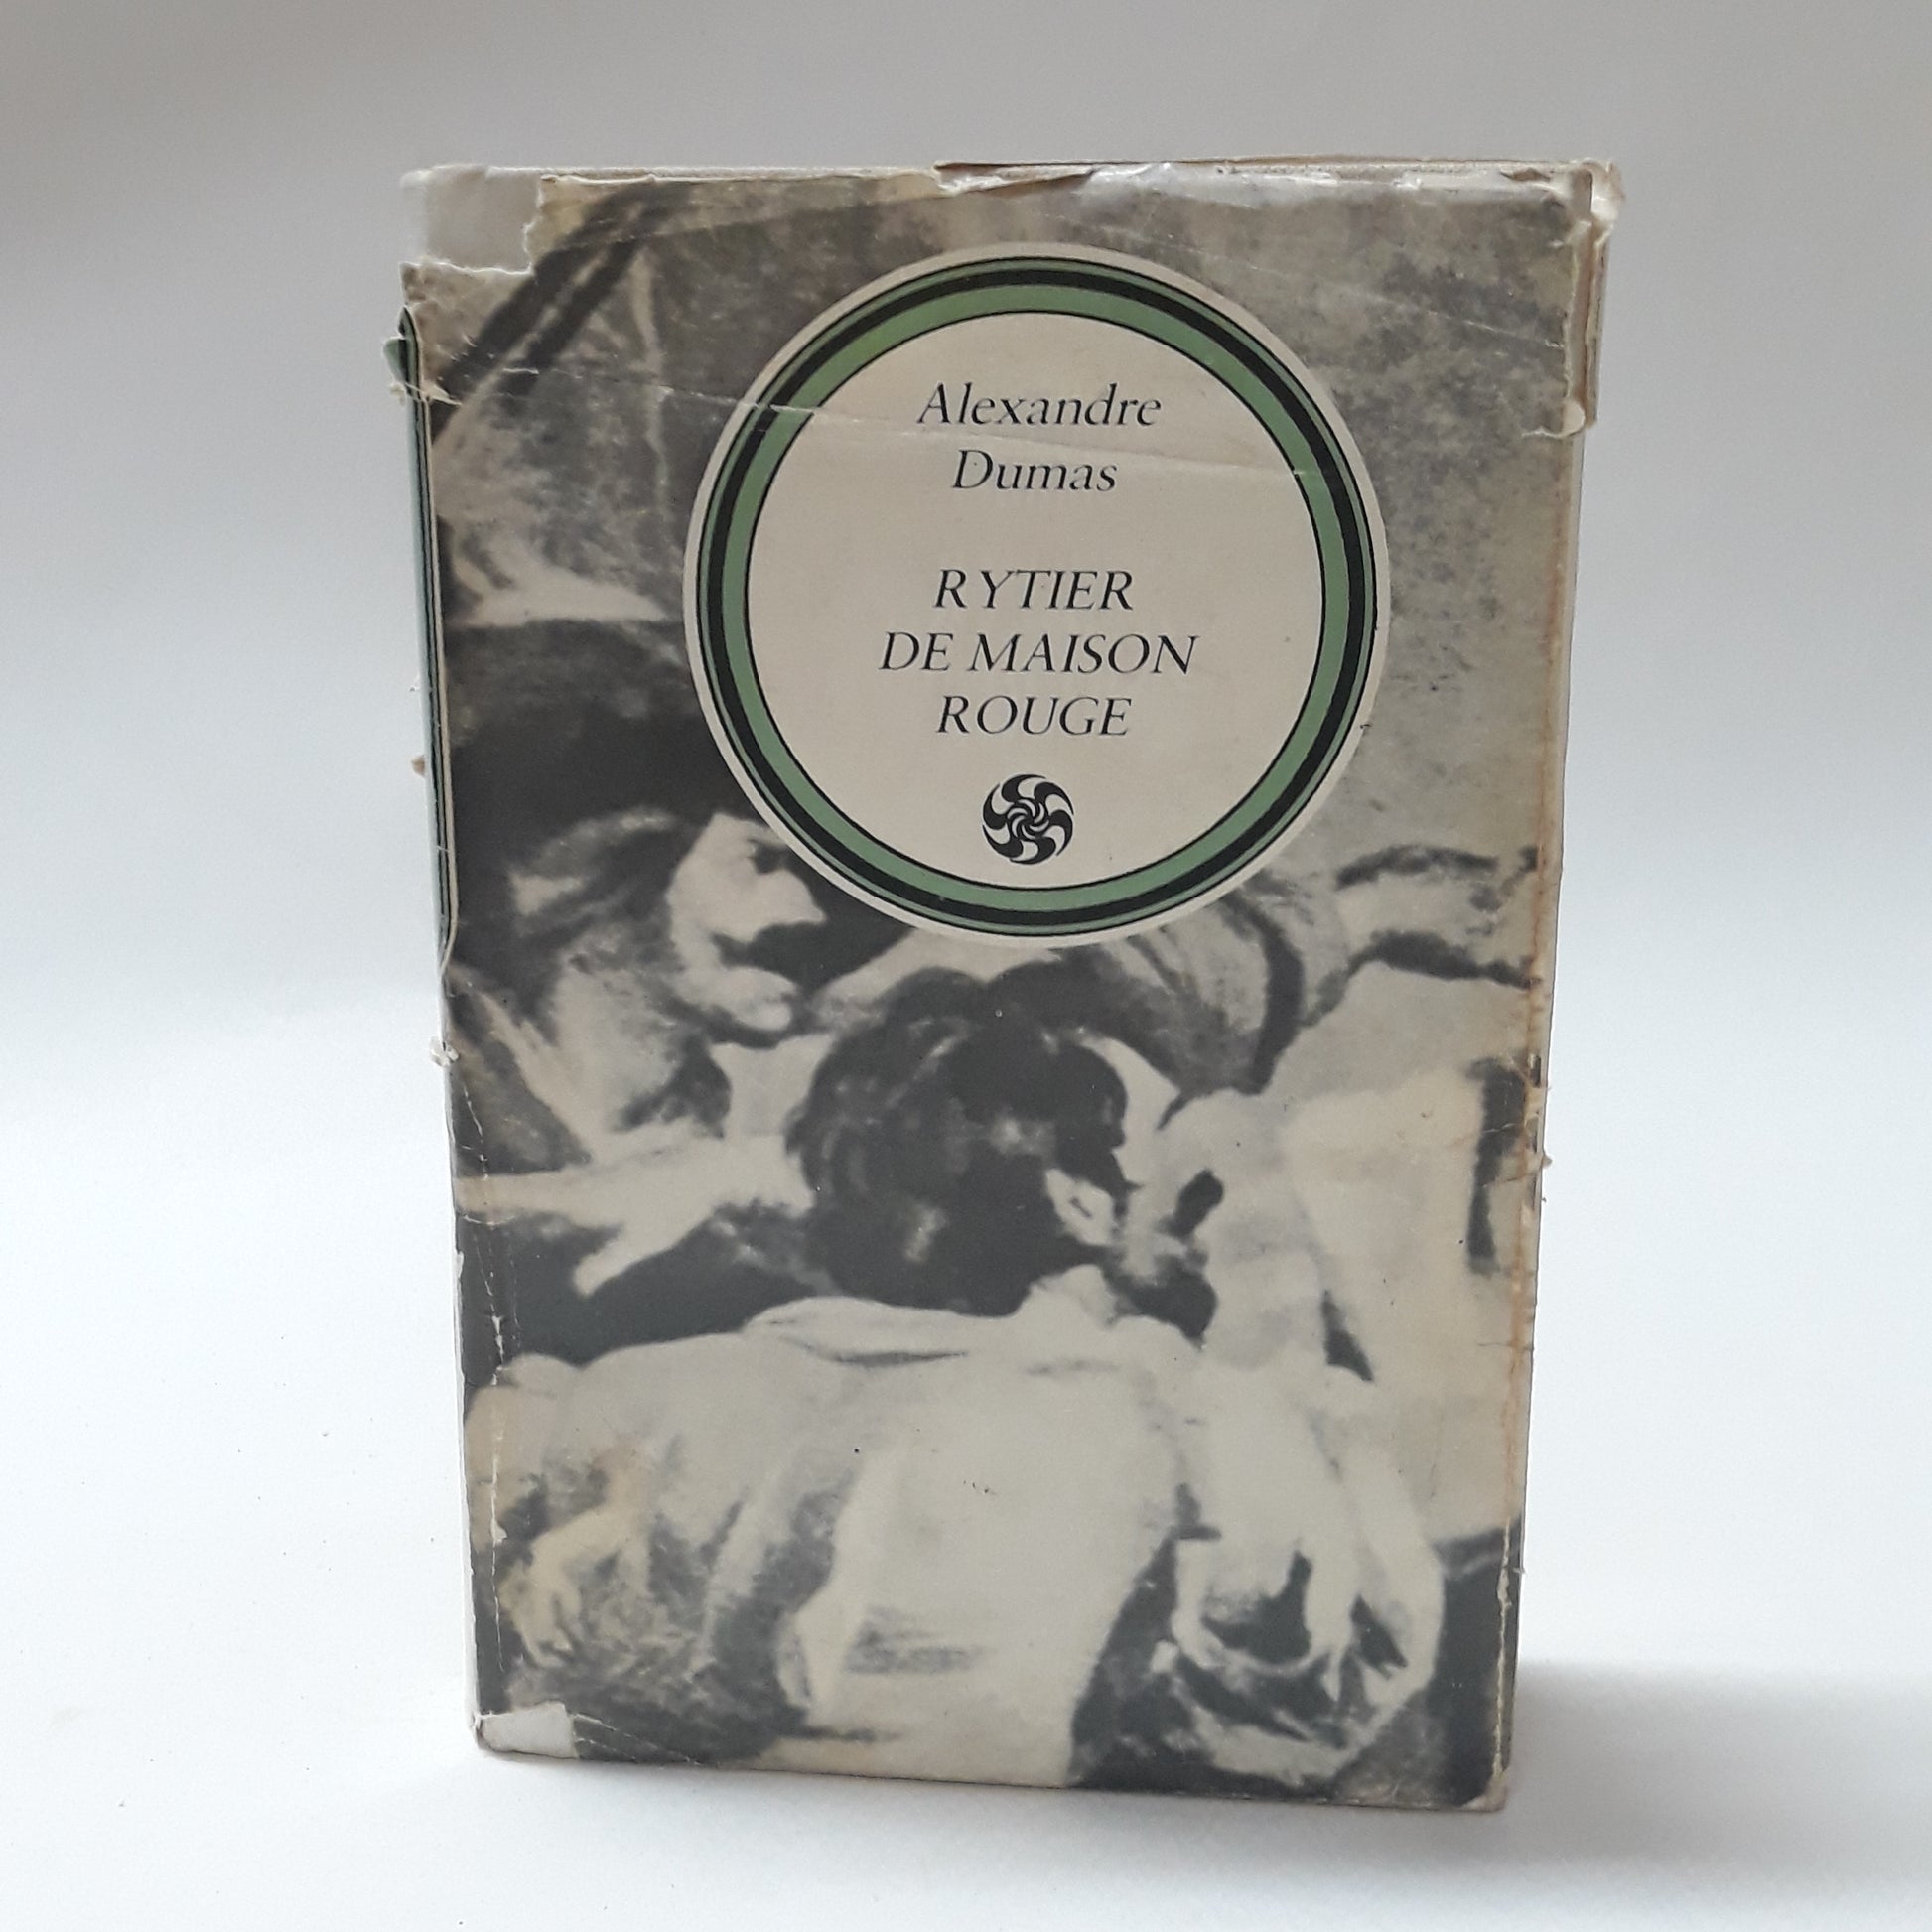 Alexandre
Dumas
RYTIER
DE MAISON
ROUGE